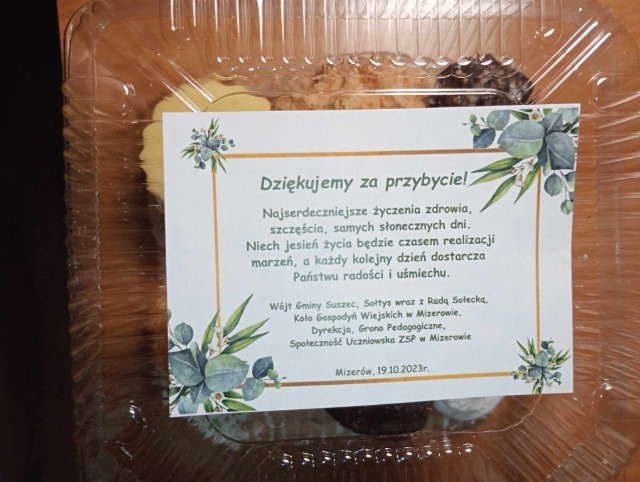 Dziękujemy za przybycie!
Najserdeczniejsze życzenia zdrowia,
szczęścia, samych słonecznych dni.
Niech jesień życia będzie czasem realizacji
marzeń, a każdy kolejny dzień dostarcza
Państwu radości i uśmiechu.
Wójt Gminy Suszec, Sołtys wraz z Radą Sołecką,
Koło Gospodyń Wiejskich w Mizerowie,
Dyrekcja, Grono Pedagogiczne,
Społeczność Uczniowska ZSP w Mizerowie
Mizerów, 19.10.2023r.